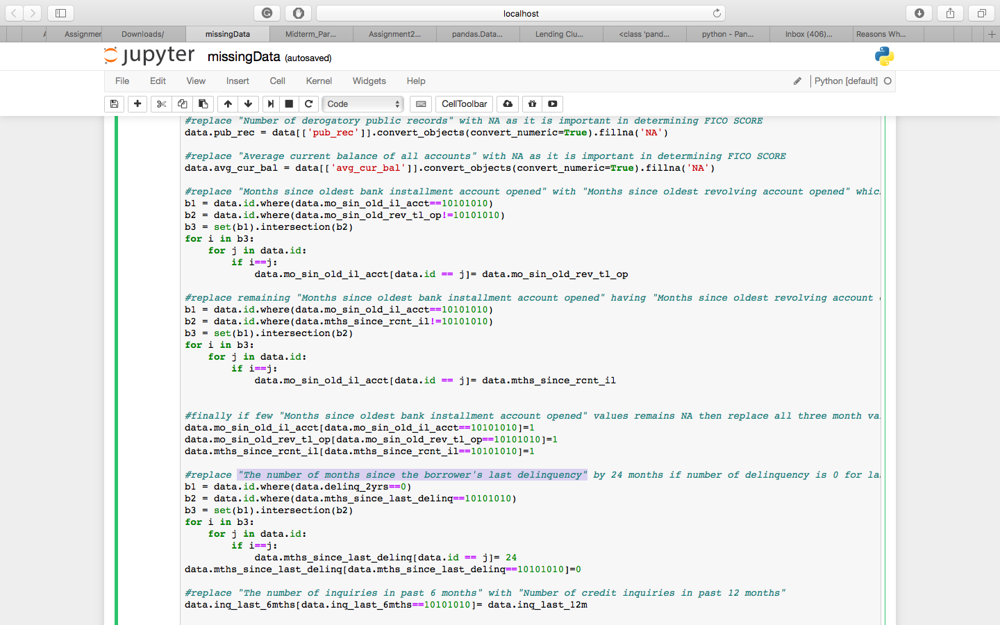 localhost
Assignmer
Downloads/
missingData
Midterm_Par...
Assignment2...
pandas.Data...
Lending Clu...
<class 'pand...
python - Pan...
Inbox (406)...
Reasons Wh...
jupyter missingData (autosaved)
File Edit View Insert Cell Kernel Widgets Help Python [default]
Code CellToolbar
#replace "Number of derogatory public records" with NA as it is important in determining FICO SCORE
data.pub_rec = data[['pub_rec']].convert_objects(convert_numeric=True).fillna('NA')
#replace "Average current balance of all accounts" with NA as it is important in determining FICO SCORE
data.avg_cur_bal = data[['avg_cur_bal']].convert_objects(convert_numeric=True).fillna('NA')
#replace "Months since oldest bank installment account opened" with "Months since oldest revolving account opened" whic
b1 = data.id.where(data.mo_sin_old_il_acct==10101010)
b2 = data.id.where(data.mo_sin_old_rev_tl_op!=10101010)
b3 = set(b1).intersection(b2)
for i in b3:
    for j in data.id:
        if i==j:
            data.mo_sin_old_il_acct[data.id == j]= data.mo_sin_old_rev_tl_op
#replace remaining "Months since oldest bank installment account opened" having "Months since oldest revolving account
b1 = data.id.where(data.mo_sin_old_il_acct==10101010)
b2 = data.id.where(data.mths_since_rcnt_il!=10101010)
b3 = set(b1).intersection(b2)
for i in b3:
    for j in data.id:
        if i==j:
            data.mo_sin_old_il_acct[data.id == j]= data.mths_since_rcnt_il
#finally if few "Months since oldest bank installment account opened" values remains NA then replace all three month va
data.mo_sin_old_il_acct[data.mo_sin_old_il_acct==10101010]=1
data.mo_sin_old_rev_tl_op[data.mo_sin_old_rev_tl_op==10101010]=1
data.mths_since_rcnt_il[data.mths_since_rcnt_il==10101010]=1
#replace "The number of months since the borrower's last delinquency" by 24 months if number of delinquency is 0 for la
b1 = data.id.where(data.delinq_2yrs==0)
b2 = data.id.where(data.mths_since_last_delinq==10101010)
b3 = set(b1).intersection(b2)
for i in b3:
    for j in data.id:
        if i==j:
            data.mths_since_last_delinq[data.id == j]= 24
data.mths_since_last_delinq[data.mths_since_last_delinq==10101010]=0
#replace "The number of inquiries in past 6 months" with "Number of credit inquiries in past 12 months"
data.inq_last_6mths[data.inq_last_6mths==10101010]= data.inq_last_12m